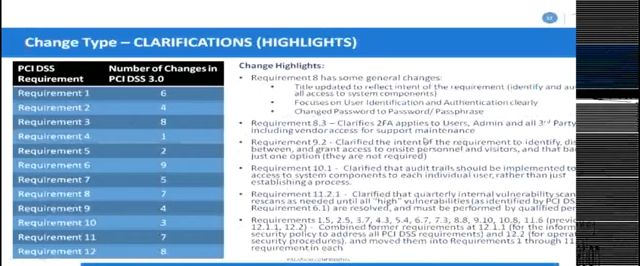 12
Change Type – CLARIFICATIONS (HIGHLIGHTS)
PCI DSS Requirement
Number of Changes in PCI DSS 3.0
Requirement 1 6
Requirement 2 4
Requirement 3 8
Requirement 4 1
Requirement 5 2
Requirement 6 9
Requirement 7 5
Requirement 8 7
Requirement 9 4
Requirement 10 3
Requirement 11 7
Requirement 12 8
Change Highlights:
• Requirement 8 has some general changes:
• Title updated to reflect intent of the requirement (identify and au
all access to system components)
• Focuses on User Identification and Authentication clearly
• Changed Password to Password/ Passphrase
• Requirement 8.3 – Clarifies 2FA applies to Users, Admin and all 3rd Party
including vendor access for support maintenance
• Requirement 9.2 - Clarified the intent of the requirement to identify, dis
between, and grant access to onsite personnel and visitors, and that bac
just one option (they are not required)
• Requirement 10.1 - Clarified that audit trails should be implemented to
access to system components to each individual user, rather than just
establishing a process.
• Requirement 11.2.1 - Clarified that quarterly internal vulnerability scan
rescans as needed until all "high" vulnerabilities (as identified by PCI DS
Requirement 6.1) are resolved, and must be performed by qualified pers
• Requirements 1.5, 2.5, 3.7, 4.3, 5.4, 6.7, 7.3, 8.8, 9.10, 10.8, 11.6 (previo
12.1.1, 12.2) – Combined former requirements at 12.1.1 (for the inform
security policy to address all PCI DSS requirements) and 12.2 (for opera
security procedures), and moved them into Requirements 1 through 11
requirement in each